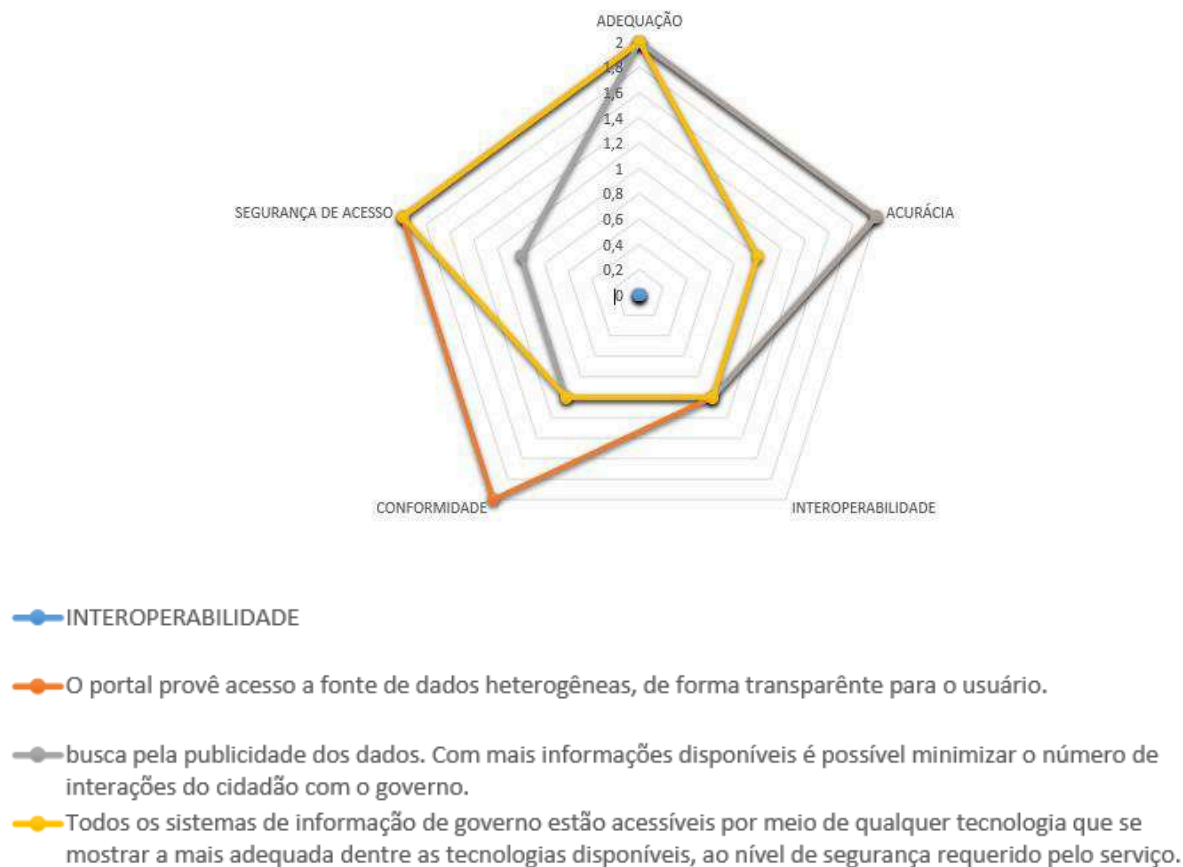 ADEQUAÇÃO
2
1,8
1,6
1,4
1,2
1
0,8
0,6
0,4
0,2
0
SEGURANÇA DE ACESSO
ACURÁCIA
CONFORMIDADE
INTEROPERABILIDADE
INTEROPERABILIDADE
O portal provê acesso a fonte de dados heterogêneas, de forma transparênte para o usuário.
busca pela publicidade dos dados. Com mais informações disponíveis é possível minimizar o número de
interações do cidadão com o governo.
Todos os sistemas de informação de governo estão acessíveis por meio de qualquer tecnologia que se
mostrar a mais adequada dentre as tecnologias disponíveis, ao nível de segurança requerido pelo serviço.